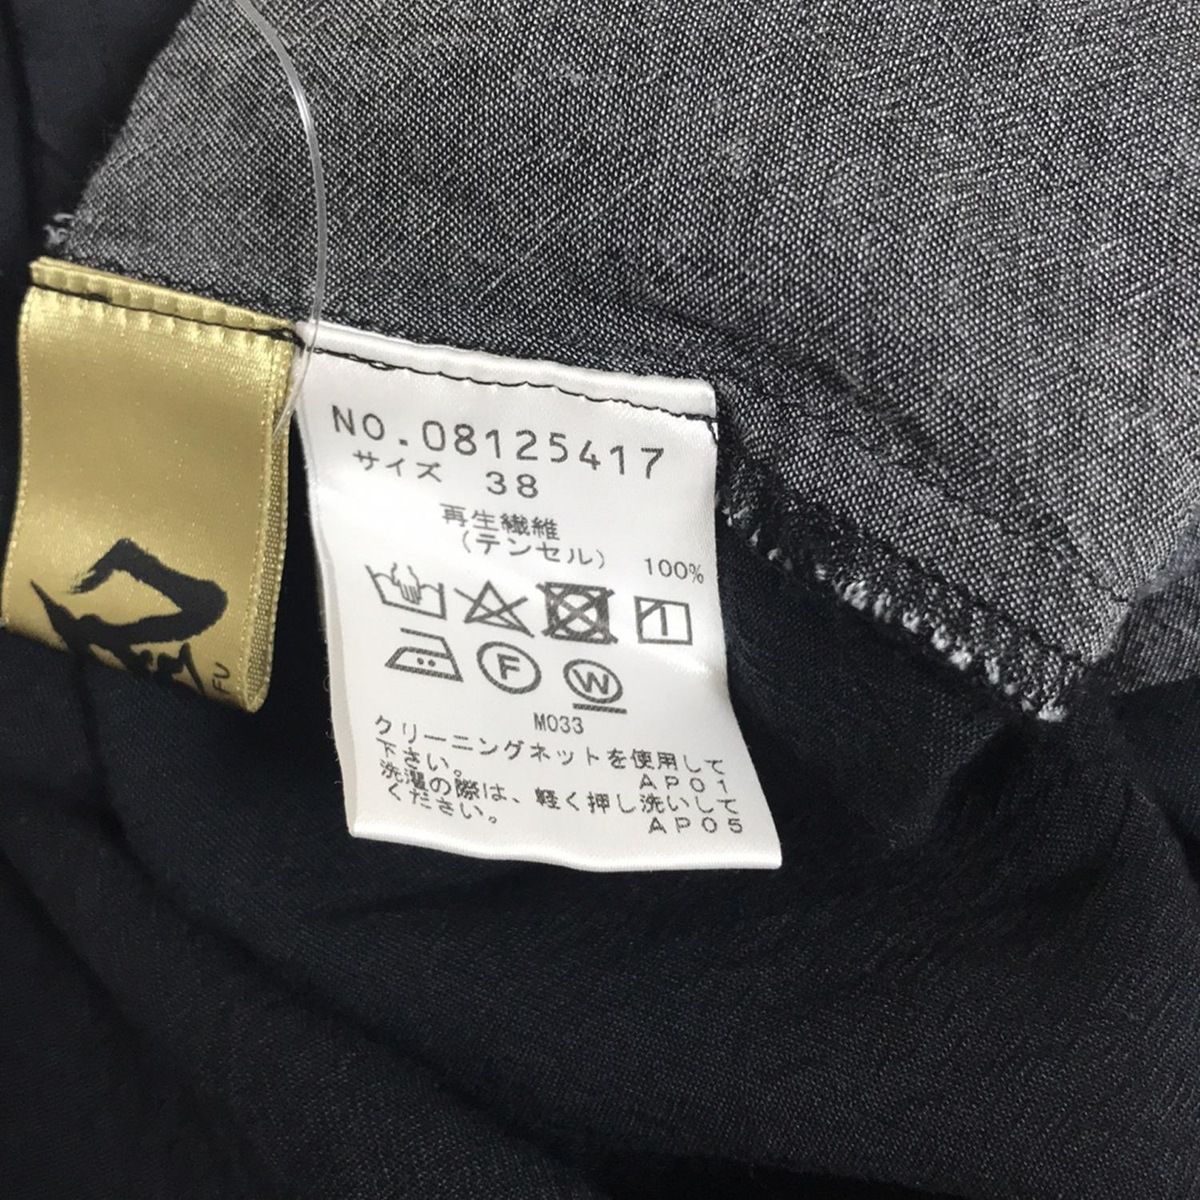 NO.08125417
サイズ 38
再生繊維
(テンセル) 100%
F W
M033
クリーニングネットを使用して
下さい。 AP01
洗濯の際は、軽く押し洗いして
ください。 AP05
FU